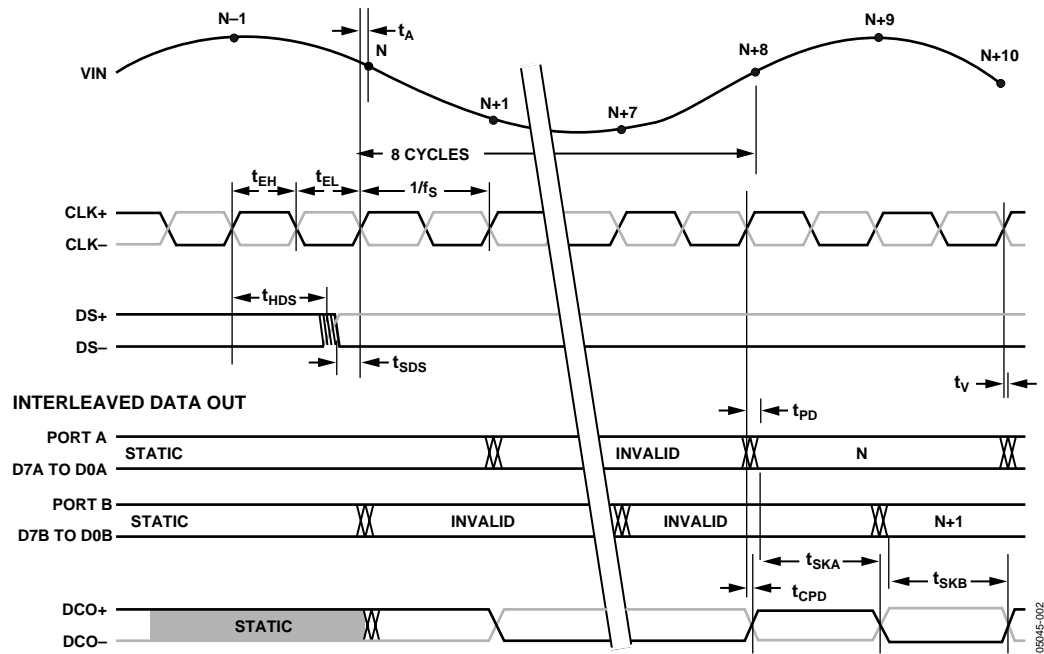 N–1
tA
N
N+9
N+8
N+10
VIN
N+1
N+7
8 CYCLES
tEH
tEL
1/fS
CLK+
CLK–
tHDS
DS+
DS–
tSDS
tV
INTERLEAVED DATA OUT
tPD
PORT A
STATIC
INVALID
N
D7A TO D0A
PORT B
STATIC
INVALID
INVALID
N+1
D7B TO D0B
tSKA
tSKB
tCPD
DCO+
STATIC
DCO–
05045-002